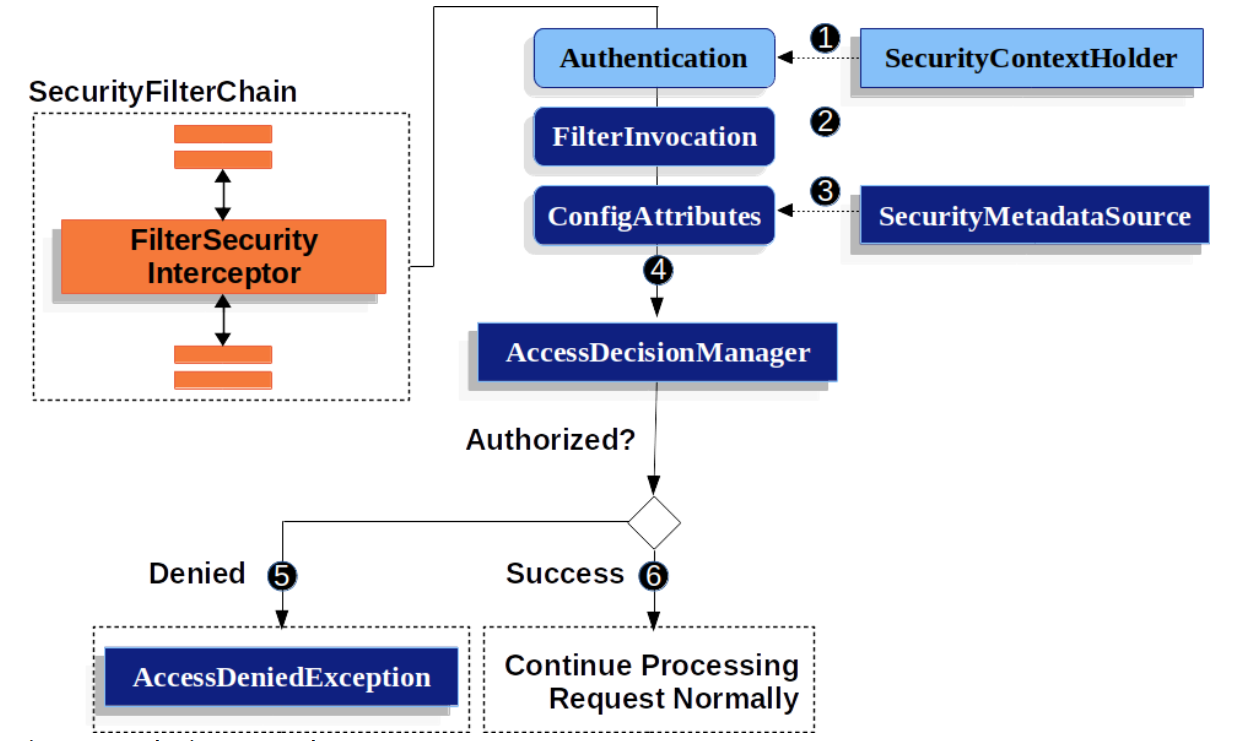 SecurityFilterChain
FilterSecurity
Interceptor
Authentication
1
SecurityContextHolder
FilterInvocation
2
ConfigAttributes
3
SecurityMetadataSource
4
AccessDecisionManager
Authorized?
Denied
5
Success
6
AccessDeniedException
Continue Processing
Request Normally